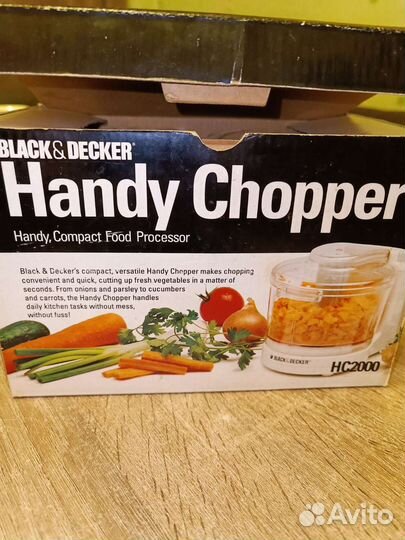 BLACK & DECKER
Handy Chopper
Handy, Compact Food Processor
Black & Decker's compact, versatile Handy Chopper makes chopping
convenient and quick, cutting up fresh vegetables in a matter of
seconds. From onions and parsley to cucumbers
and carrots, the Handy Chopper handles
daily kitchen tasks without mess,
without fuss!
BLACK & DECKER
HC2000
Avito